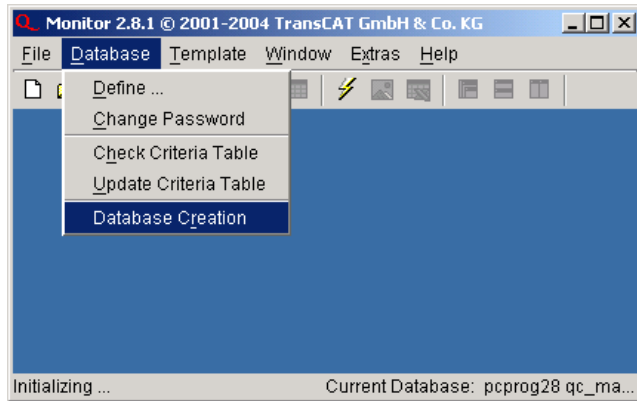 Monitor 2.8.1 © 2001-2004 TransCAT GmbH & Co. KG
File Database Template Window Extras Help
Define ...
Change Password
Check Criteria Table
Update Criteria Table
Database Creation
Initializing ... Current Database: pcprog28 qc_ma...